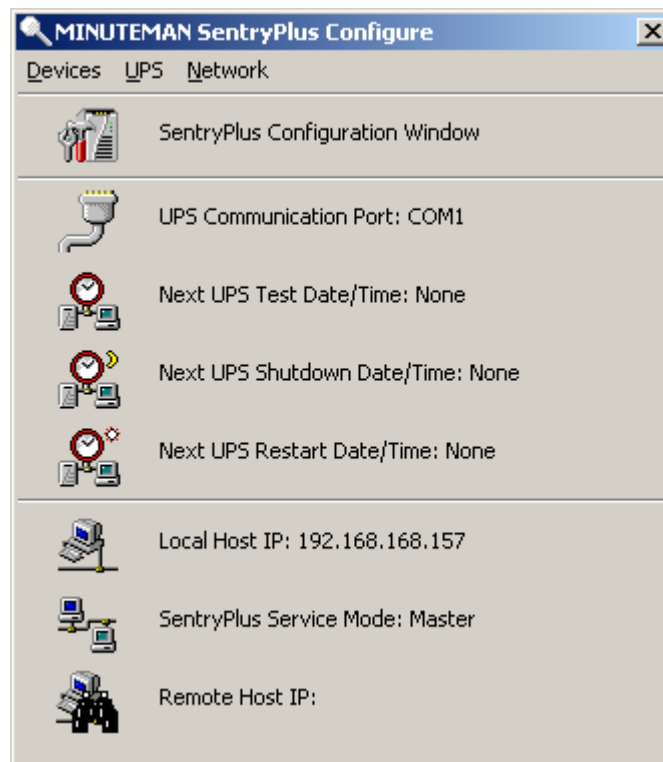 MINUTEMAN SentryPlus Configure
Devices UPS Network
SentryPlus Configuration Window
UPS Communication Port: COM1
Next UPS Test Date/Time: None
Next UPS Shutdown Date/Time: None
Next UPS Restart Date/Time: None
Local Host IP: 192.168.168.157
SentryPlus Service Mode: Master
Remote Host IP: